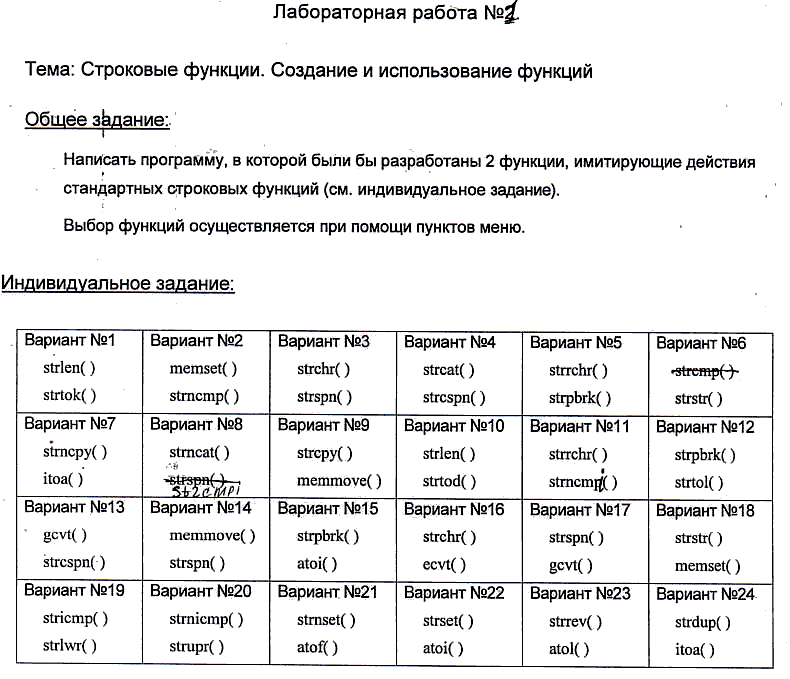 Лабораторная работа №2.
Тема: Строковые функции. Создание и использование функций
Общее задание:
Написать программу, в которой были бы разработаны 2 функции, имитирующие действия
стандартных строковых функций (см. индивидуальное задание).
Выбор функций осуществляется при помощи пунктов меню.
Индивидуальное задание:
Вариант №1 Вариант №2 Вариант №3 Вариант №4 Вариант №5 Вариант №6
strlen( ) memset( ) strchr( ) strcat( ) strrchr( ) strcmp( )
strtok( ) strncmp( ) strspn( ) strcspn( ) strpbrk( ) strstr( )
Вариант №7 Вариант №8 Вариант №9 Вариант №10 Вариант №11 Вариант №12
strncpy( ) strncat( ) strcpy( ) strlen( ) strrchr( ) strpbrk( )
itoa( ) strspn( ) memmove( ) strtod( ) strncmp( ) strtol( )
Вариант №13 Вариант №14 Вариант №15 Вариант №16 Вариант №17 Вариант №18
gcvt( ) memmove( ) strpbrk( ) strchr( ) strspn( ) strstr( )
strcspn( ) strspn( ) atoi( ) ecvt( ) gcvt( ) memset( )
Вариант №19 Вариант №20 Вариант №21 Вариант №22 Вариант №23 Вариант №24
stricmp( ) strnicmp( ) strnset( ) strset( ) strrev( ) strdup( )
strlwr( ) strupr( ) atof( ) atoi( ) atol( ) itoa( )